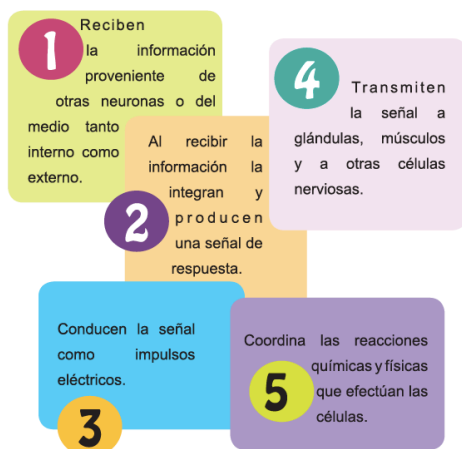 1
Reciben
la información
proveniente de
otras neuronas o del
medio tanto
interno como
externo.
2
Al recibir la
información la
integran y
producen
una señal de
respuesta.
3
Conducen la señal
como impulsos
eléctricos.
4
Transmiten
la señal a
glándulas, músculos
y a otras células
nerviosas.
5
Coordina las reacciones
químicas y físicas
que efectúan las
células.